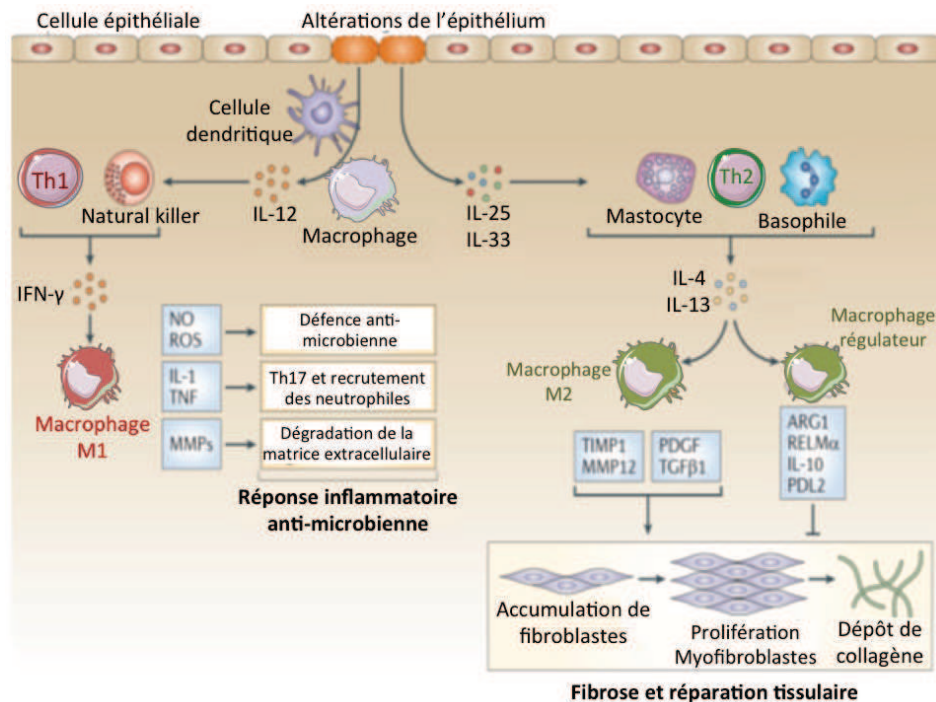 Cellule épithéliale
Altérations de l’épithélium
Cellule
dendritique
Th1
Natural killer
IL-12
Macrophage
IL-25
IL-33
Mastocyte
Th2
Basophile
IFN-γ
IL-4
IL-13
Macrophage
M1
NO
ROS
Défence anti-
microbienne
IL-1
TNF
Th17 et recrutement
des neutrophiles
MMPs
Dégradation de la
matrice extracellulaire
Réponse inflammatoire
anti-microbienne
Macrophage
M2
Macrophage
régulateur
TIMP1
MMP12
PDGF
TGFβ1
ARG1
RELMα
IL-10
PDL2
Accumulation de
fibroblastes
Prolifération
Myofibroblastes
Dépôt de
collagène
Fibrose et réparation tissulaire